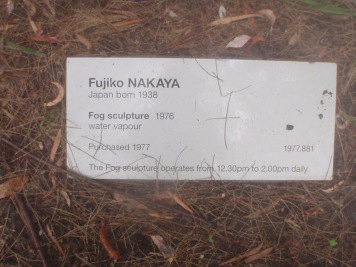 Fujiko NAKAYA
Japan born 1938
Fog sculpture 1976
water vapour
Purchased 1977 1977.881
The Fog sculpture operates from 12.30pm to 2.00pm daily